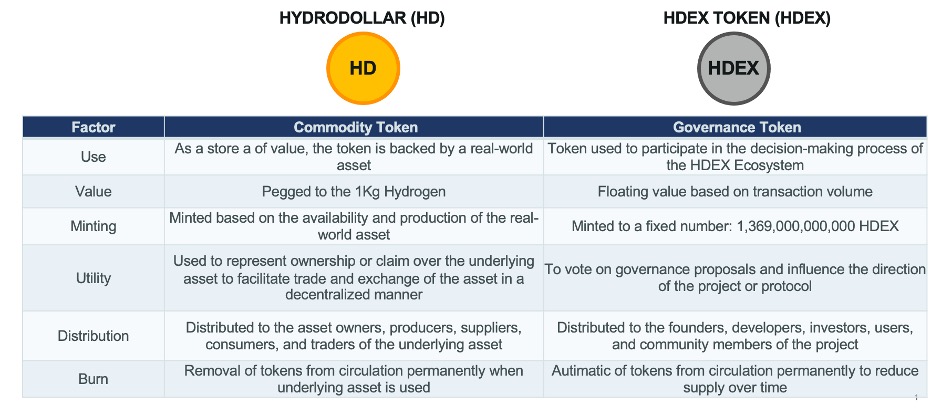 HYDRODOLLAR (HD)
HDEX TOKEN (HDEX)
HD
HDEX
Factor
Commodity Token
Governance Token
Use
As a store a of value, the token is backed by a real-world
asset
Token used to participate in the decision-making process of
the HDEX Ecosystem
Value
Pegged to the 1Kg Hydrogen
Floating value based on transaction volume
Minting
Minted based on the availability and production of the real-
world asset
Minted to a fixed number: 1,369,000,000,000 HDEX
Utility
Used to represent ownership or claim over the underlying
asset to facilitate trade and exchange of the asset in a
decentralized manner
To vote on governance proposals and influence the direction
of the project or protocol
Distribution
Distributed to the asset owners, producers, suppliers,
consumers, and traders of the underlying asset
Distributed to the founders, developers, investors, users,
and community members of the project
Burn
Removal of tokens from circulation permanently when
underlying asset is used
Autimatic of tokens from circulation permanently to reduce
supply over time